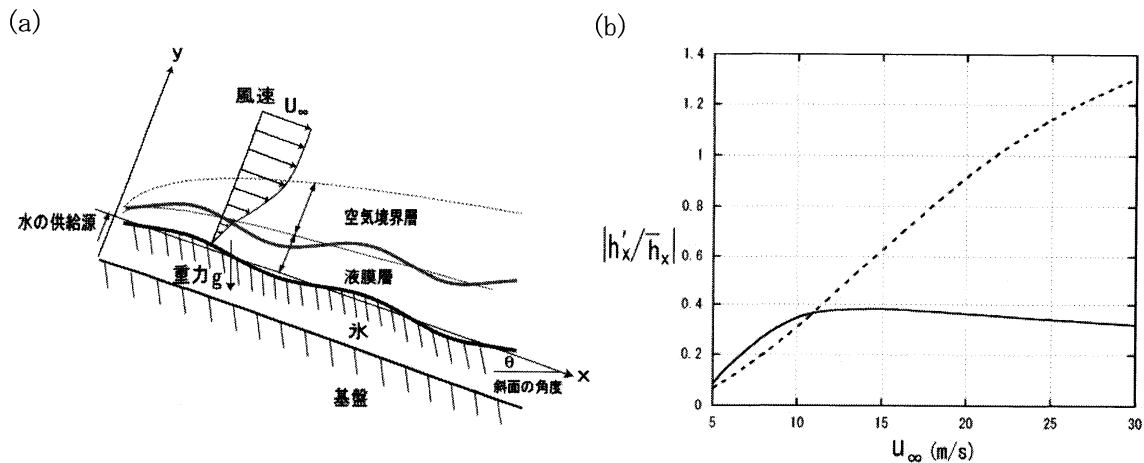 (a)
y
風速 U∞
水の供給源
空気境界層
重力g
液膜層
氷
θ
斜面の角度
x
基盤
(b)
1.4
1.2
1
0.8
|h'x/h̅x|
0.6
0.4
0.2
0
5
10
15
20
25
30
U∞ (m/s)